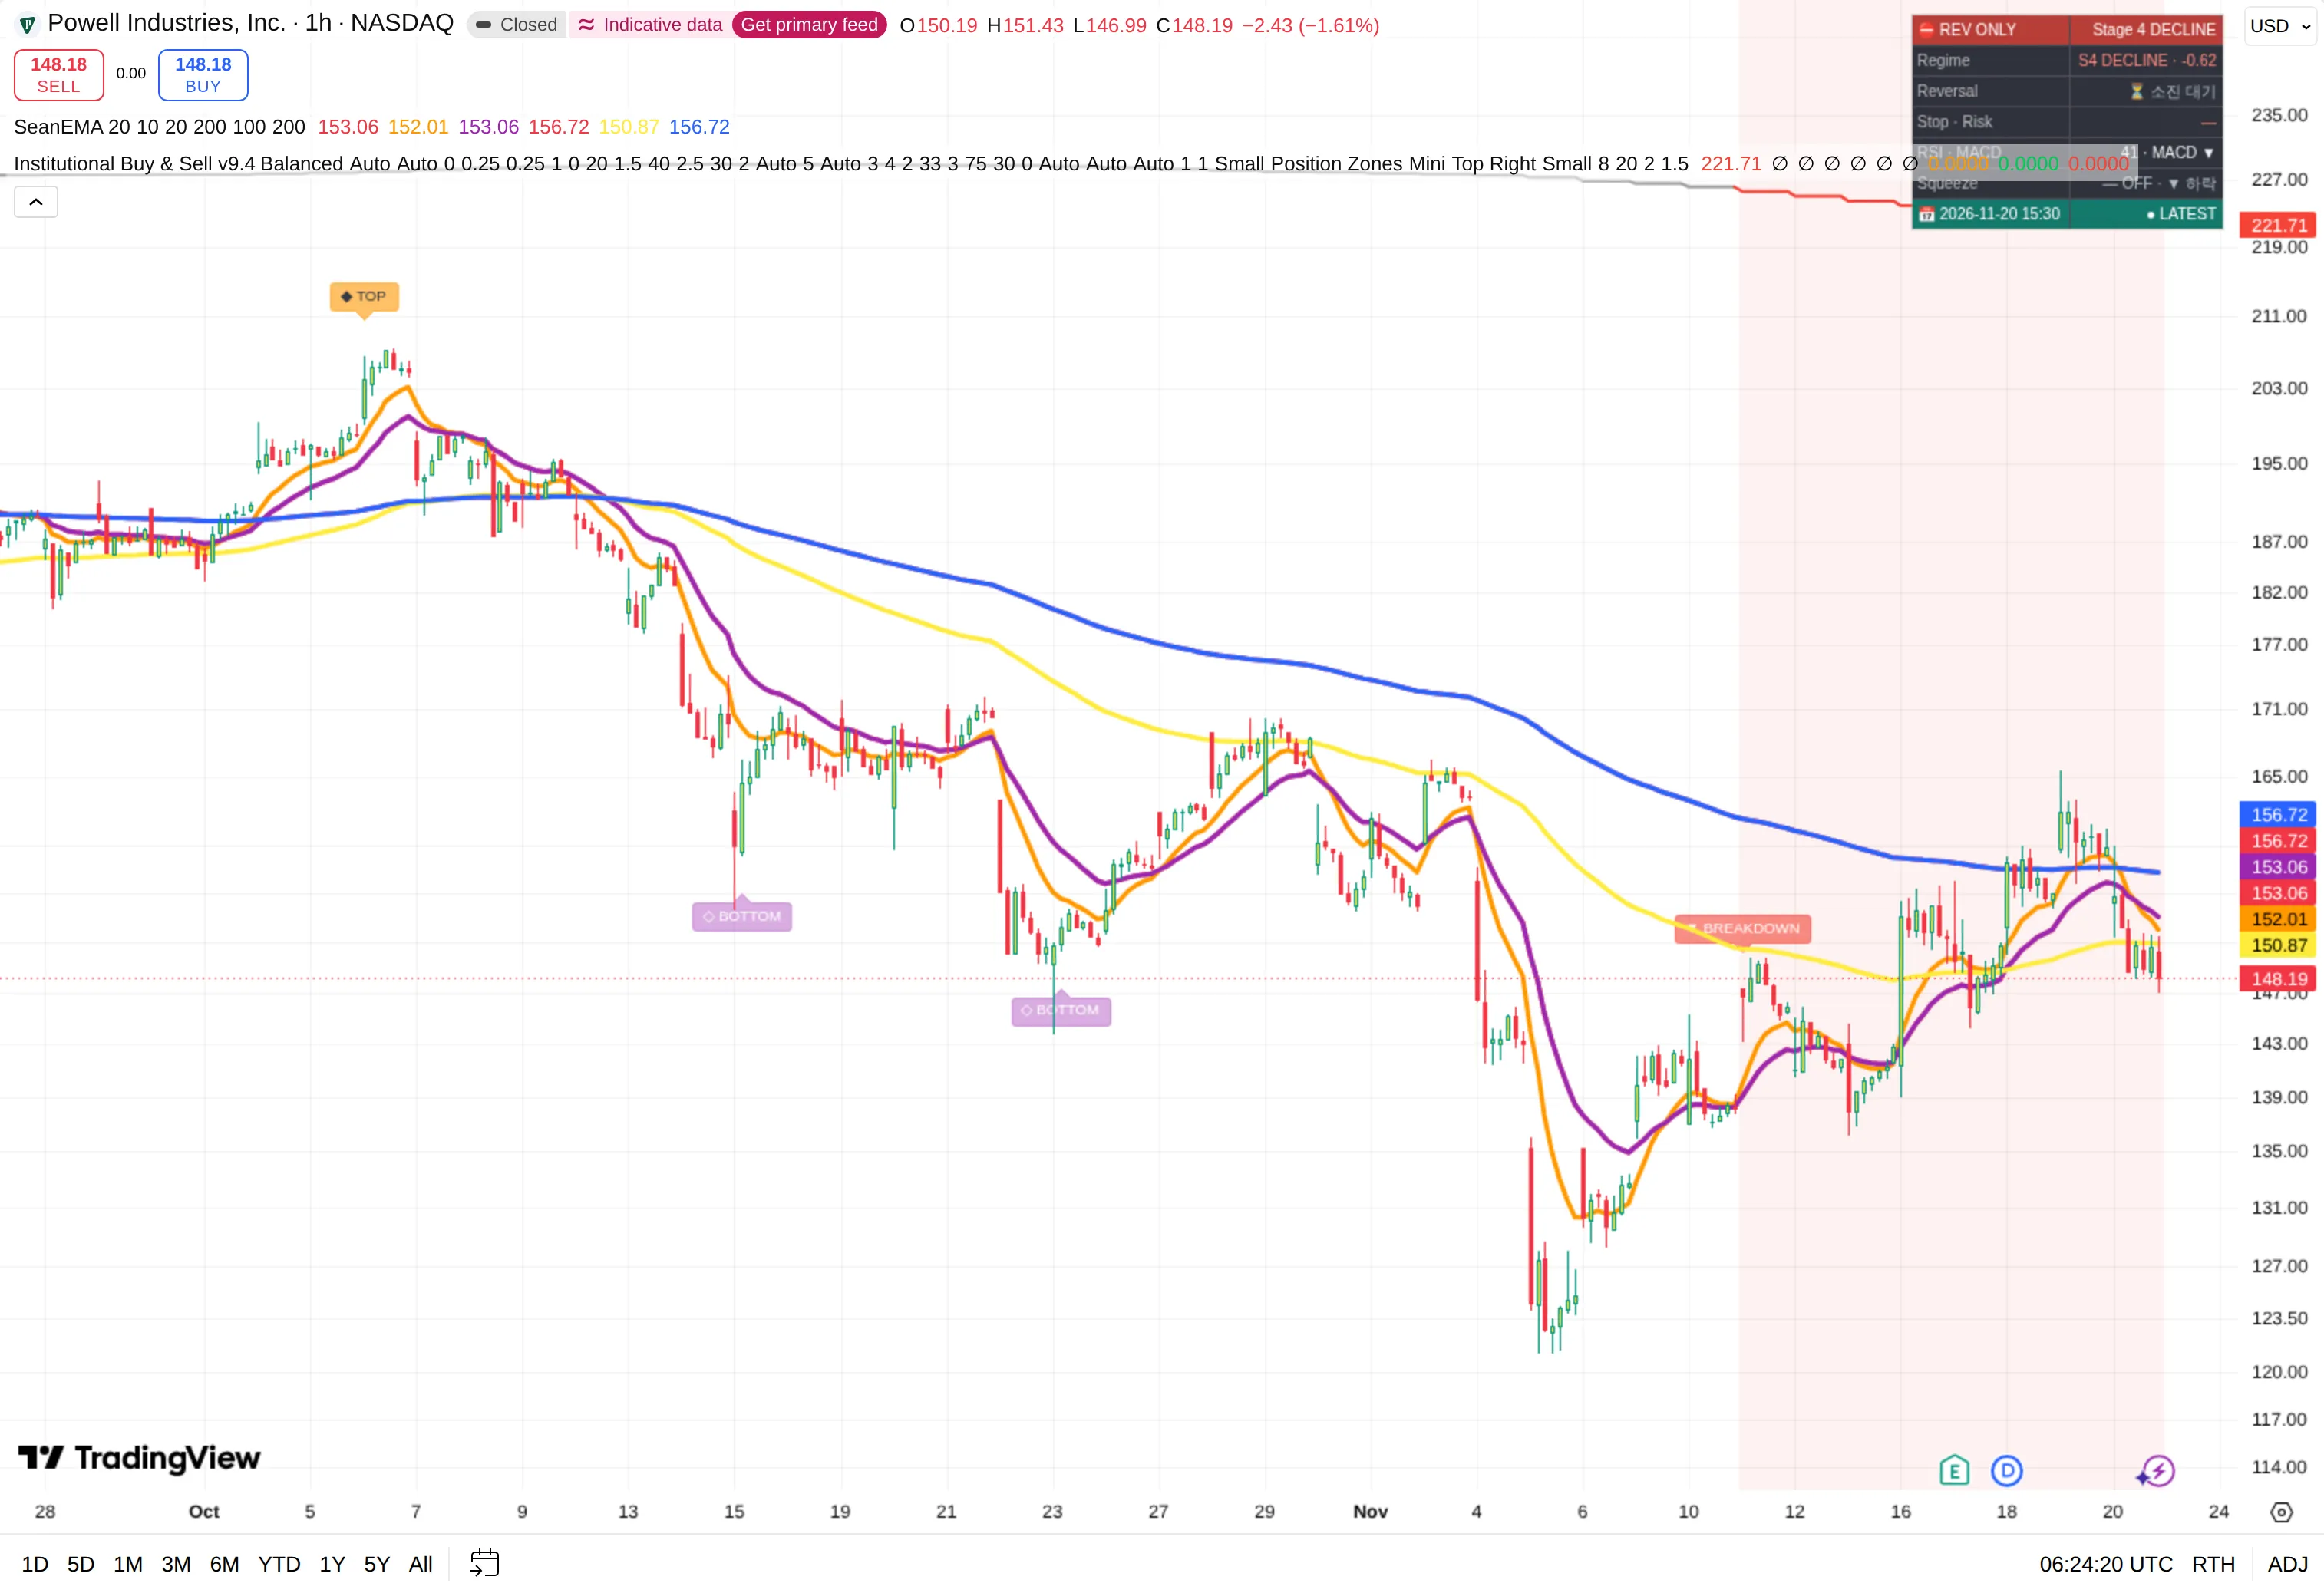 Powell Industries, Inc. · 1h · NASDAQ Closed Indicative data Get primary feed O150.19 H151.43 L146.99 C148.19 −2.43 (−1.61%)
148.18 SELL 0.00 148.18 BUY
SeanEMA 20 10 20 200 100 200 153.06 152.01 153.06 156.72 150.87 156.72
Institutional Buy & Sell v9.4 Balanced Auto Auto 0 0.25 0.25 1 0 20 1.5 40 2.5 30 2 Auto 5 Auto 3 4 2 33 3 75 30 0 Auto Auto Auto 1 1 Small Position Zones Mini Top Right Small 8 20 2 1.5 221.71 ∅ ∅ ∅ ∅ ∅ ∅ 0.0000 0.0000 0.0000
⛔ REV ONLY Stage 4 DECLINE
Regime S4 DECLINE · -0.62
Reversal ⏳ 소진 대기
Stop · Risk —
RSI · MACD 41 · MACD ▼
Squeeze — OFF · ▼ 하락
📅 2026-11-20 15:30 ● LATEST
USD
235.00
227.00
221.71
219.00
211.00
203.00
195.00
187.00
182.00
177.00
171.00
165.00
156.72
156.72
153.06
153.06
152.01
150.87
148.19
147.00
143.00
139.00
135.00
131.00
127.00
123.50
120.00
117.00
114.00
◆ TOP
◇ BOTTOM
◇ BOTTOM
BREAKDOWN
TradingView
E D
28 Oct 5 7 9 13 15 19 21 23 27 29 Nov 4 6 10 12 16 18 20 24
1D 5D 1M 3M 6M YTD 1Y 5Y All 06:24:20 UTC RTH ADJ